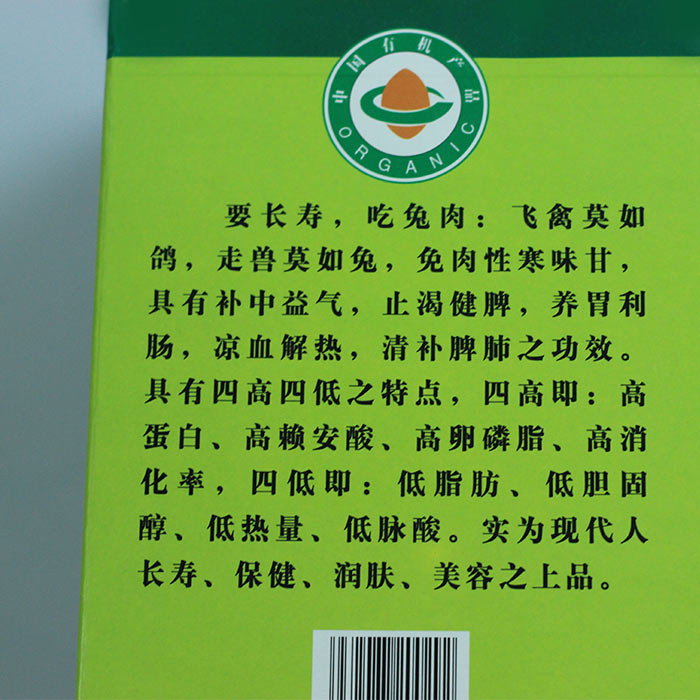 中国有机产品
ORGANIC
要长寿，吃兔肉：飞禽莫如
鸽，走兽莫如兔，免肉性寒味甘，
具有补中益气，止渴健脾，养胃利
肠，凉血解热，清补脾肺之功效。
具有四高四低之特点，四高即：高
蛋白、高赖安酸、高卵磷脂、高消
化率，四低即：低脂肪、低胆固
醇、低热量、低脉酸。实为现代人
长寿、保健、润肤、美容之上品。